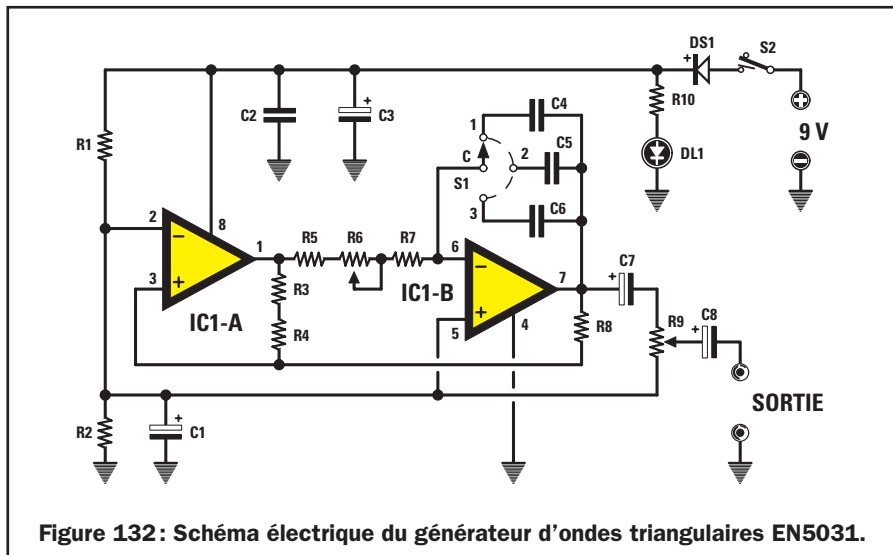 DS1 S2
+
R10
9 V
DL1
R1
C2
+
C3
C4
1
C
2
C5
S1
3
C6
2
8
−
3
+
1
IC1-A
R5 R6 R7
R3
R4
6
−
+
5
7
4
IC1-B
R8
+
C7
R9
+
C8
SORTIE
R2
+
C1
Figure 132: Schéma électrique du générateur d'ondes triangulaires EN5031.